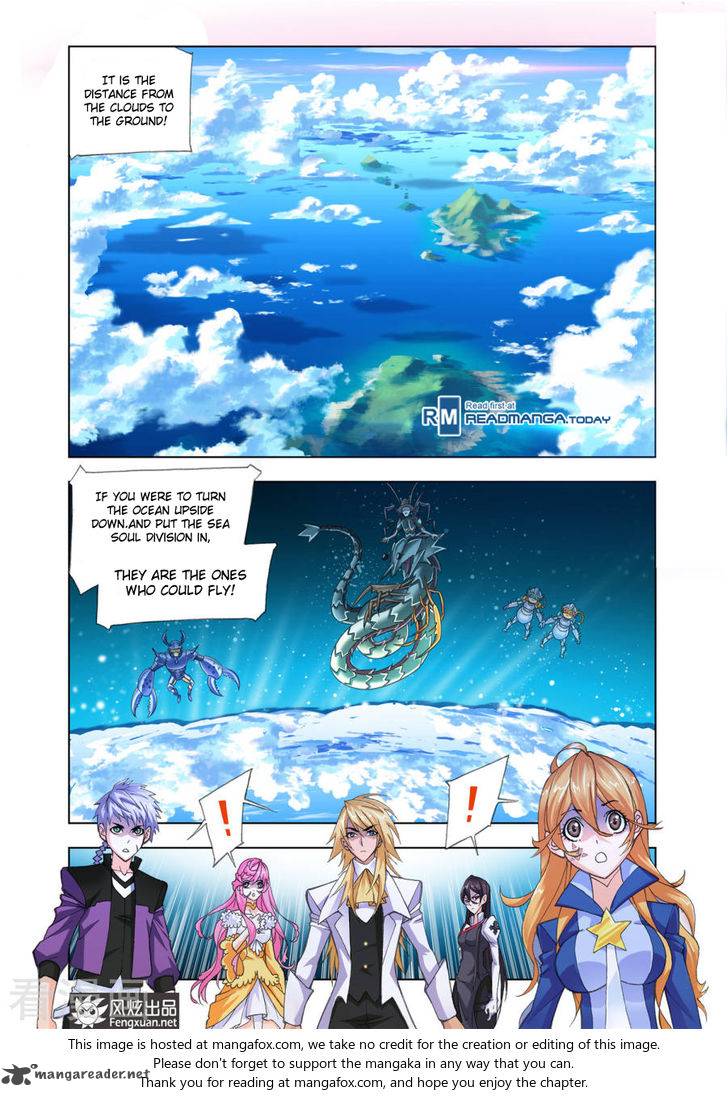 IT IS THE
DISTANCE FROM
THE CLOUDS TO
THE GROUND!
RM Read first at
READMANGA.TODAY
IF YOU WERE TO TURN
THE OCEAN UPSIDE
DOWN.AND PUT THE SEA
SOUL DIVISION IN,
THEY ARE THE ONES
WHO COULD FLY!
!
!
看漫画
风炫出品
Fengxuan.net
This image is hosted at mangafox.com, we take no credit for the creation or editing of this image.
Please don't forget to support the mangaka in any way that you can.
mangareader.net
Thank you for reading at mangafox.com, and hope you enjoy the chapter.